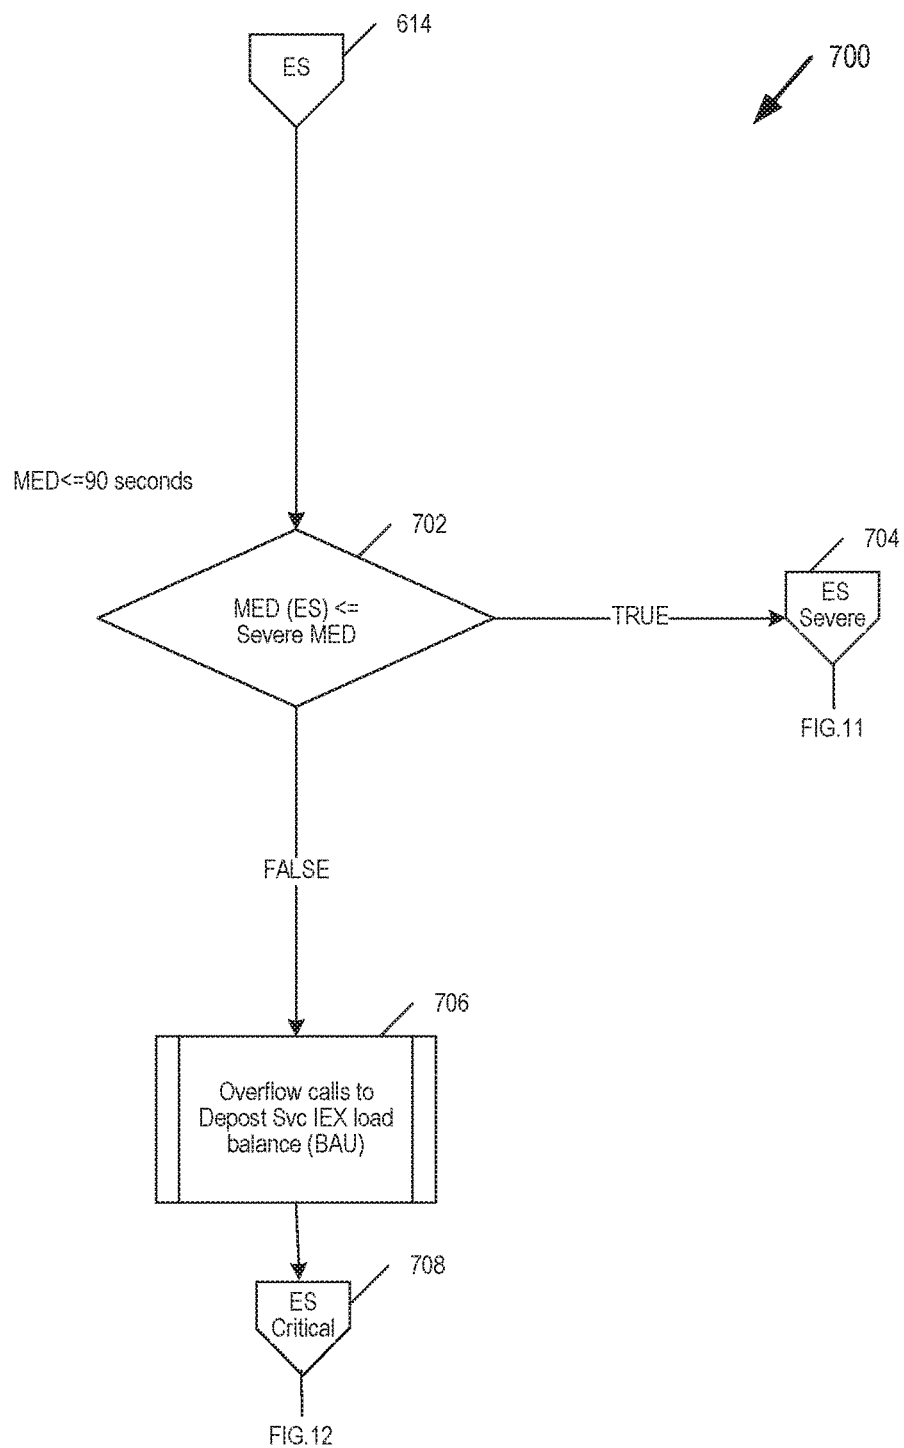 614
ES
700
MED<=90 seconds
702
MED (ES) <=
Severe MED
TRUE
704
ES
Severe
FIG.11
FALSE
706
Overflow calls to
Depost Svc IEX load
balance (BAU)
708
ES
Critical
FIG.12